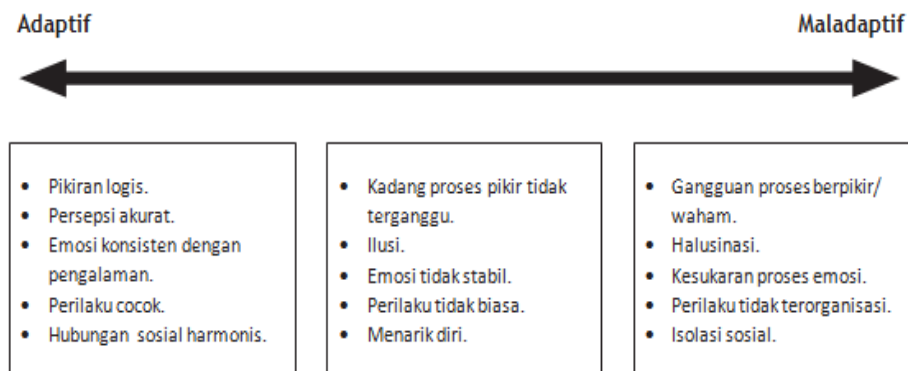 Adaptif
Maladaptif
• Pikiran logis.
• Persepsi akurat.
• Emosi konsisten dengan
pengalaman.
• Perilaku cocok.
• Hubungan sosial harmonis.
• Kadang proses pikir tidak
terganggu.
• Ilusi.
• Emosi tidak stabil.
• Perilaku tidak biasa.
• Menarik diri.
• Gangguan proses berpikir/
waham.
• Halusinasi.
• Kesukaran proses emosi.
• Perilaku tidak terorganisasi.
• Isolasi sosial.